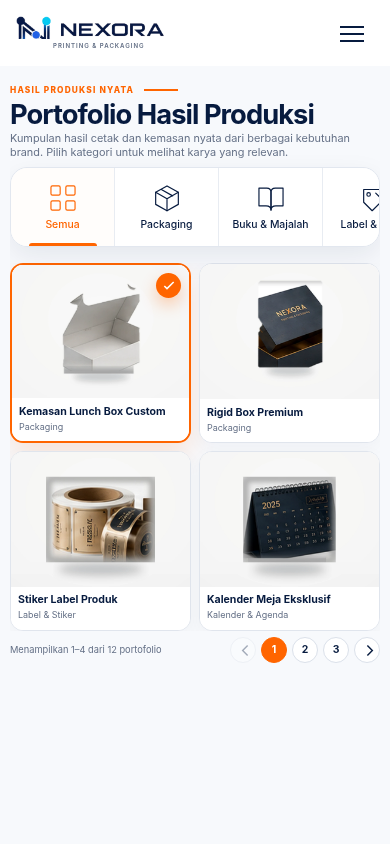 NEXORA
PRINTING & PACKAGING
HASIL PRODUKSI NYATA
Portofolio Hasil Produksi
Kumpulan hasil cetak dan kemasan nyata dari berbagai kebutuhan
brand. Pilih kategori untuk melihat karya yang relevan.
Semua
Packaging
Buku & Majalah
Label &
NEXORA
Kemasan Lunch Box Custom
Packaging
Rigid Box Premium
Packaging
2025
Stiker Label Produk
Label & Stiker
Kalender Meja Eksklusif
Kalender & Agenda
Menampilkan 1–4 dari 12 portofolio
1
2
3